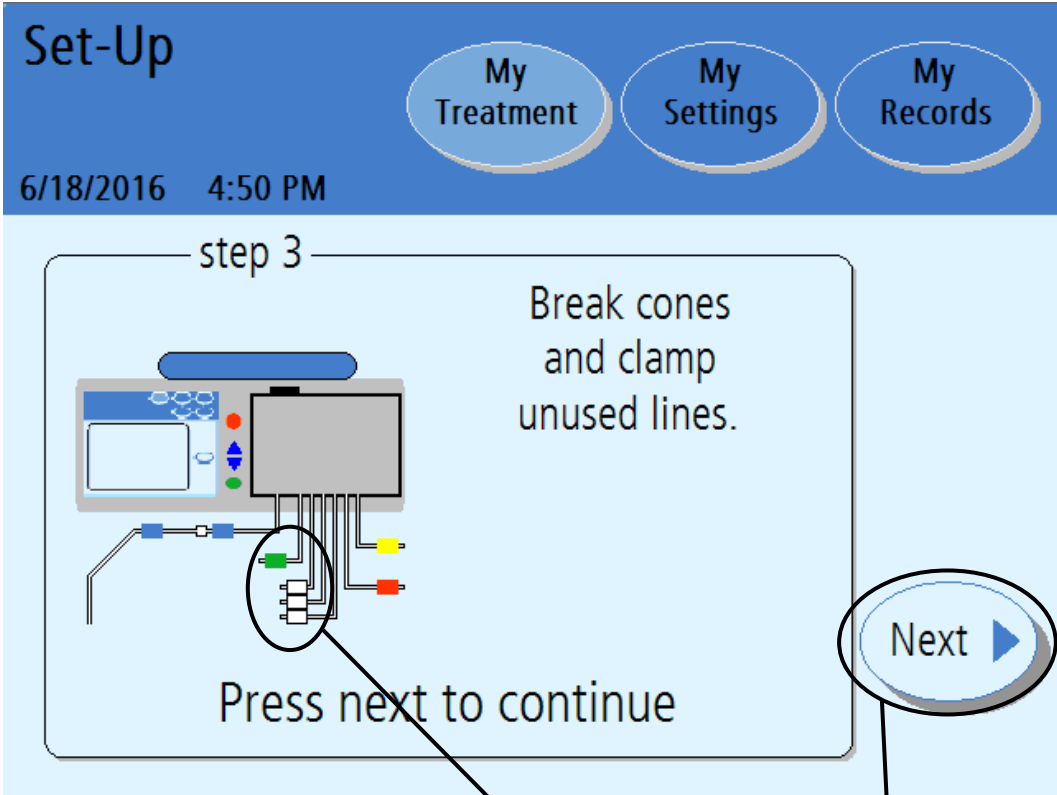 Set-Up
My
Treatment
My
Settings
My
Records
6/18/2016 4:50 PM
step 3
Break cones
and clamp
unused lines.
Next
Press next to continue